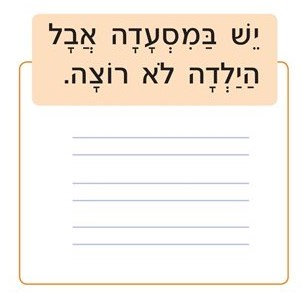 יֵשׁ בַּמִּסְעָדָה אֲבָל
הַיַּלְדָה לֹא רוֹצָה.